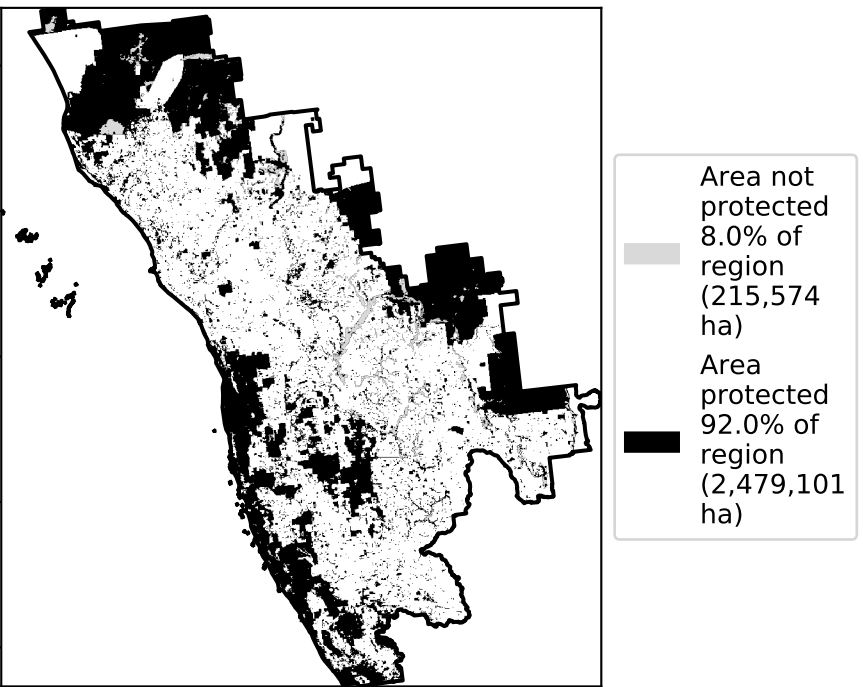 Area not
protected
8.0% of
region
(215,574
ha)
Area
protected
92.0% of
region
(2,479,101
ha)